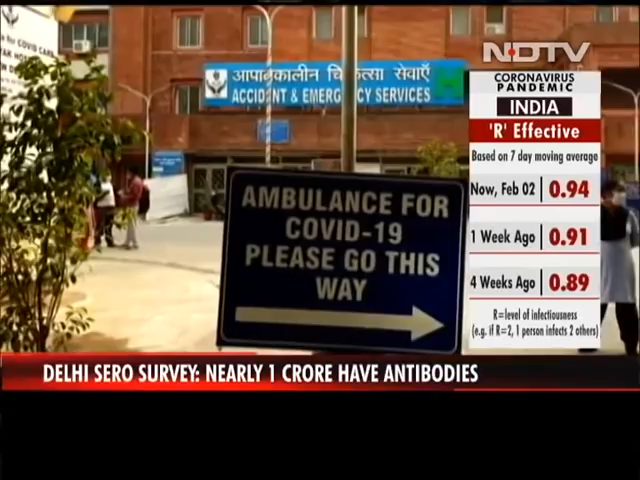 for COVID CARE
NDTV
CORONAVIRUS
PANDEMIC
INDIA
'R' Effective
Based on 7 day moving average
Now, Feb 02 0.94
1 Week Ago 0.91
4 Weeks Ago 0.89
R=level of infectiousness
(e.g. if R=2, 1 person infects 2 others)
आपातकालीन चिकित्सा सेवाएँ
ACCIDENT & EMERGENCY SERVICES
AMBULANCE FOR
COVID-19
PLEASE GO THIS
WAY
DELHI SERO SURVEY: NEARLY 1 CRORE HAVE ANTIBODIES